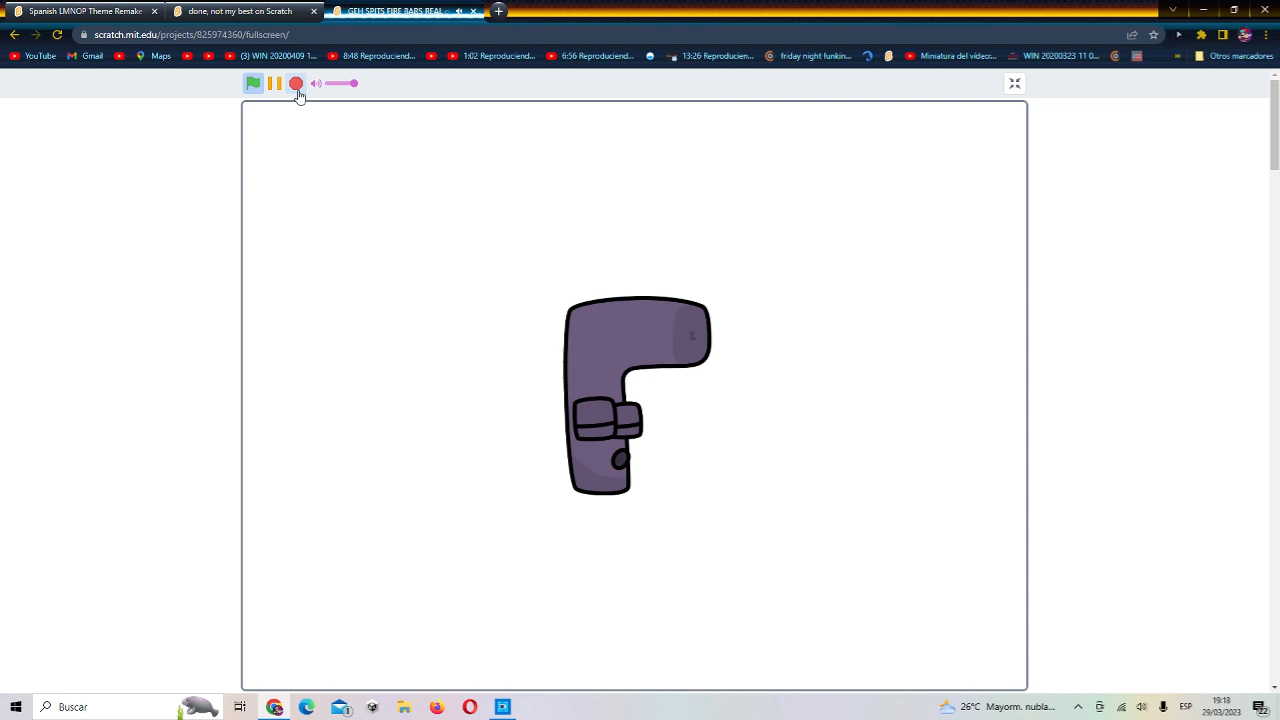 Spanish LMNOP Theme Remake
done, not my best on Scratch
GEH SPITS FIRE BARS REAL
scratch.mit.edu/projects/825974360/fullscreen/
YouTube
Gmail
Maps
(3) WIN 20200409 1...
8:48 Reproduciend...
1:02 Reproduciend...
6:56 Reproduciend...
13:26 Reproducien...
friday night funkin...
Miniatura del vídeo...
WIN 20200323 11 0...
»
Otros marcadores
Buscar
26°C Mayorm. nubla...
ESP
19:18
29/03/2023
22